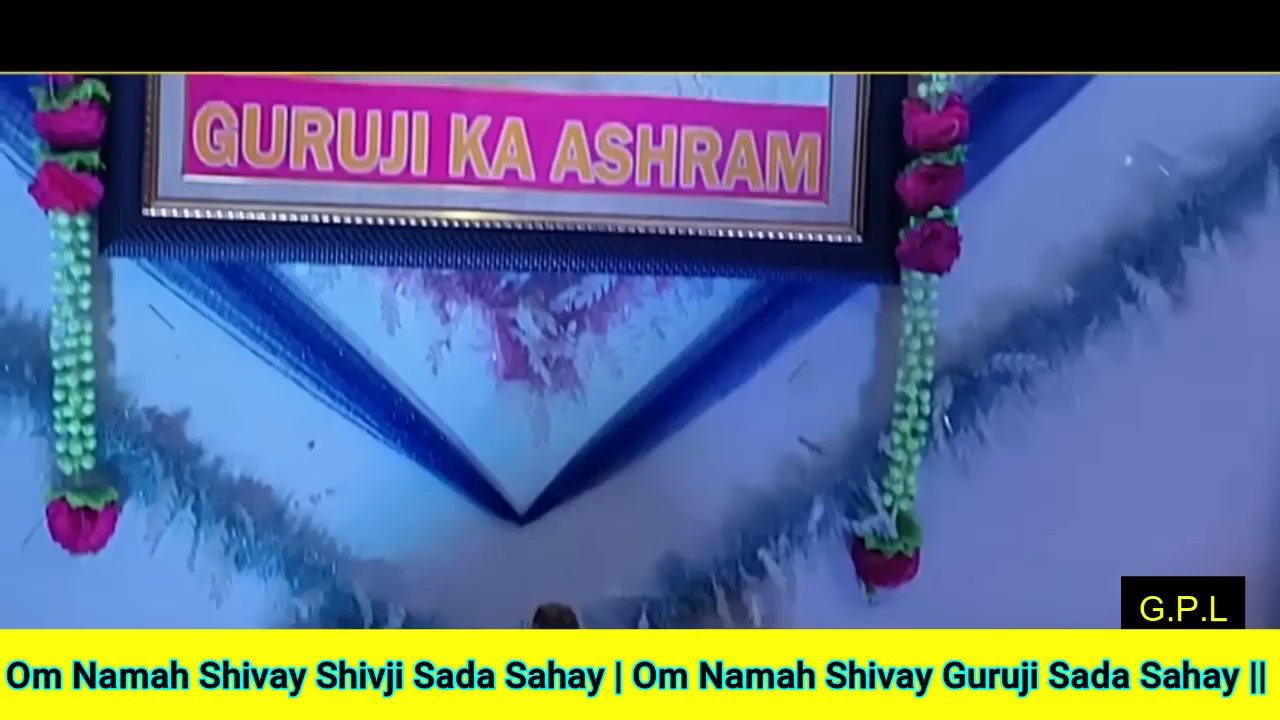 GURUJI KA ASHRAM
G.P.L
Om Namah Shivay Shivji Sada Sahay | Om Namah Shivay Guruji Sada Sahay ||